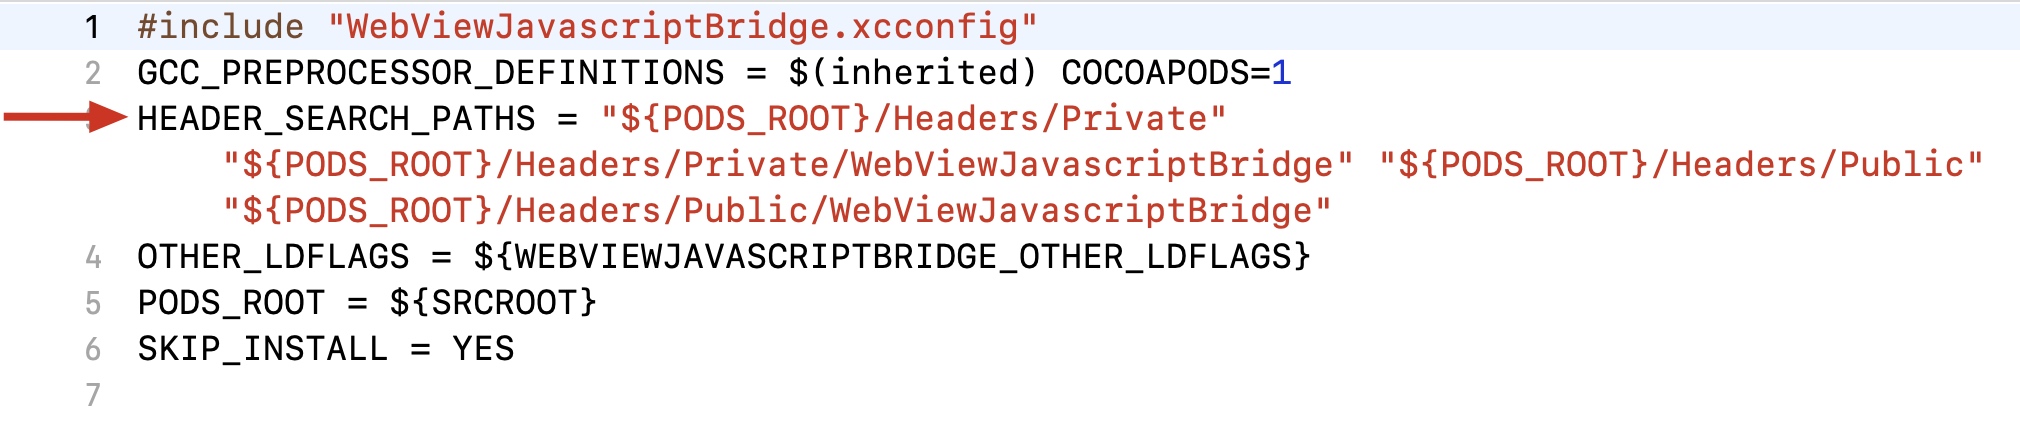 1 #include "WebViewJavascriptBridge.xcconfig"
2 GCC_PREPROCESSOR_DEFINITIONS = $(inherited) COCOAPODS=1
HEADER_SEARCH_PATHS = "${PODS_ROOT}/Headers/Private"
"${PODS_ROOT}/Headers/Private/WebViewJavascriptBridge" "${PODS_ROOT}/Headers/Public"
"${PODS_ROOT}/Headers/Public/WebViewJavascriptBridge"
4 OTHER_LDFLAGS = ${WEBVIEWJAVASCRIPTBRIDGE_OTHER_LDFLAGS}
5 PODS_ROOT = ${SRCROOT}
6 SKIP_INSTALL = YES
7